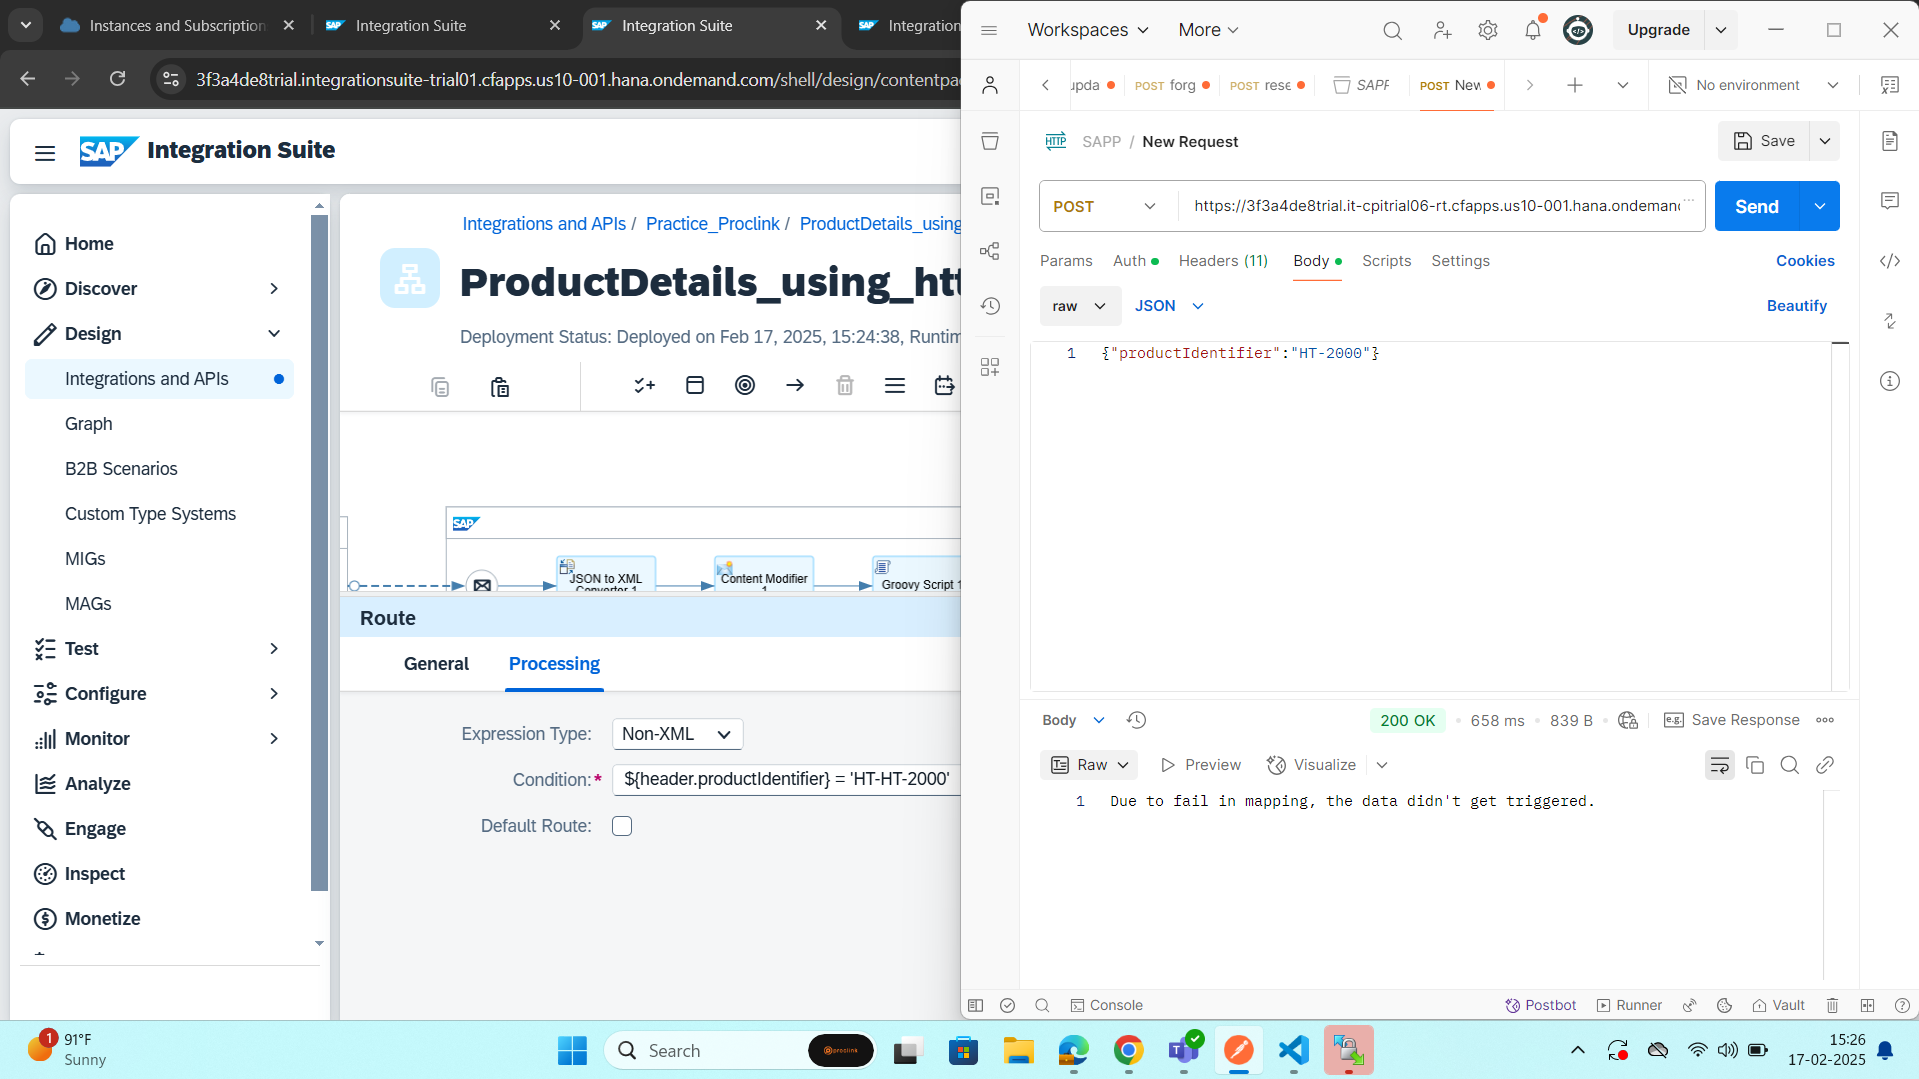 Instances and Subscription
Integration Suite
Integration Suite
Integration
3f3a4de8trial.integrationsuite-trial01.cfapps.us10-001.hana.ondemand.com/shell/design/contentpac
SAP Integration Suite
Home
Discover
Design
Integrations and APIs
Graph
B2B Scenarios
Custom Type Systems
MIGs
MAGs
Test
Configure
Monitor
Analyze
Engage
Inspect
Monetize
Integrations and APIs / Practice_Proclink / ProductDetails_using
ProductDetails_using_htt
Deployment Status: Deployed on Feb 17, 2025, 15:24:38, Runtim
SAP
JSON to XML
Converter 1
Content Modifier
1
Groovy Script 1
Route
General
Processing
Expression Type:
Non-XML
Condition:*
${header.productIdentifier} = 'HT-HT-2000'
Default Route:
Workspaces
More
Upgrade
upda
POST forg
POST rese
SAPP
POST New
No environment
HTTP
SAPP / New Request
Save
POST
https://3f3a4de8trial.it-cpitrial06-rt.cfapps.us10-001.hana.ondemand
Send
Params
Auth
Headers (11)
Body
Scripts
Settings
Cookies
raw
JSON
Beautify
1 {"productIdentifier":"HT-2000"}
Body
200 OK
658 ms
839 B
e.g. Save Response
Raw
Preview
Visualize
1 Due to fail in mapping, the data didn't get triggered.
Console
Postbot
Runner
Vault
1
91°F
Sunny
Search
proclink
15:26
17-02-2025